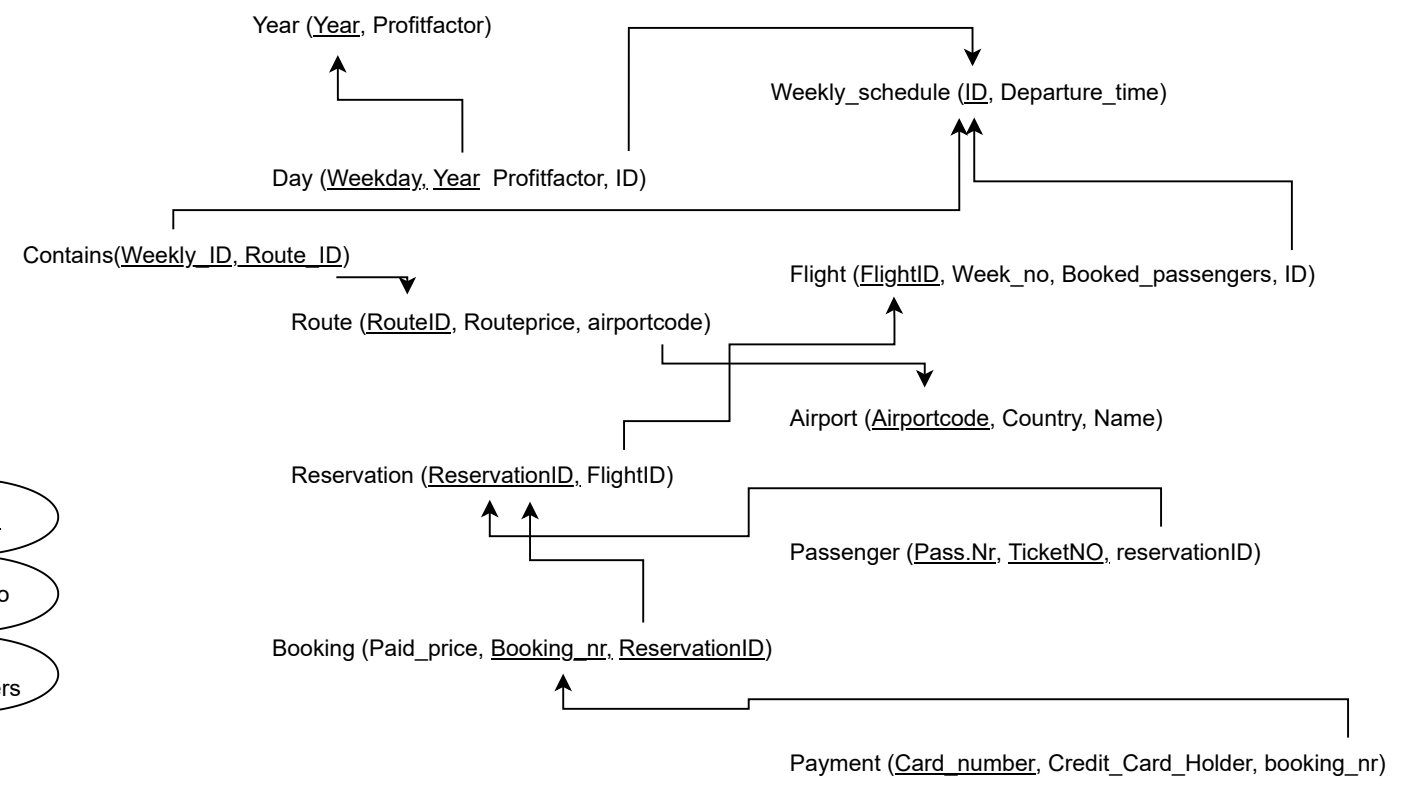 Year (Year, Profitfactor)
Weekly_schedule (ID, Departure_time)
Day (Weekday, Year  Profitfactor, ID)
Contains(Weekly_ID, Route_ID)
Flight (FlightID, Week_no, Booked_passengers, ID)
Route (RouteID, Routeprice, airportcode)
Airport (Airportcode, Country, Name)
Reservation (ReservationID, FlightID)
Passenger (Pass.Nr, TicketNO, reservationID)
Booking (Paid_price, Booking_nr, ReservationID)
Payment (Card_number, Credit_Card_Holder, booking_nr)